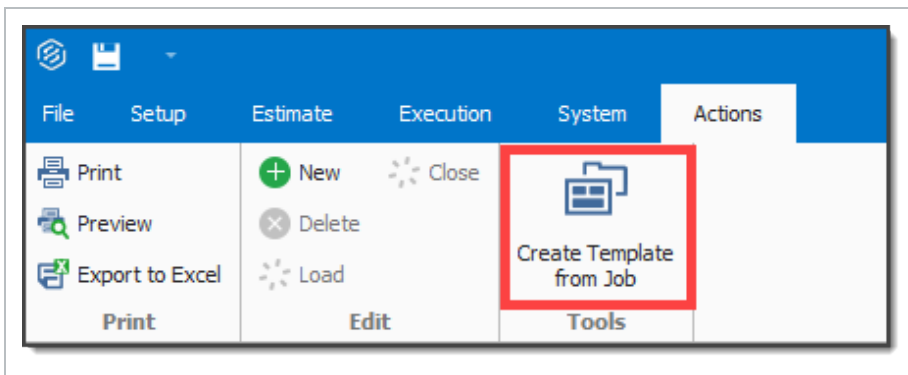 File Setup Estimate Execution System Actions
Print New Close
Preview Delete
Export to Excel Load
Create Template
from Job
Print Edit Tools